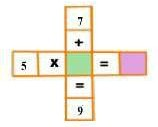 7
+
5 x =
=
9